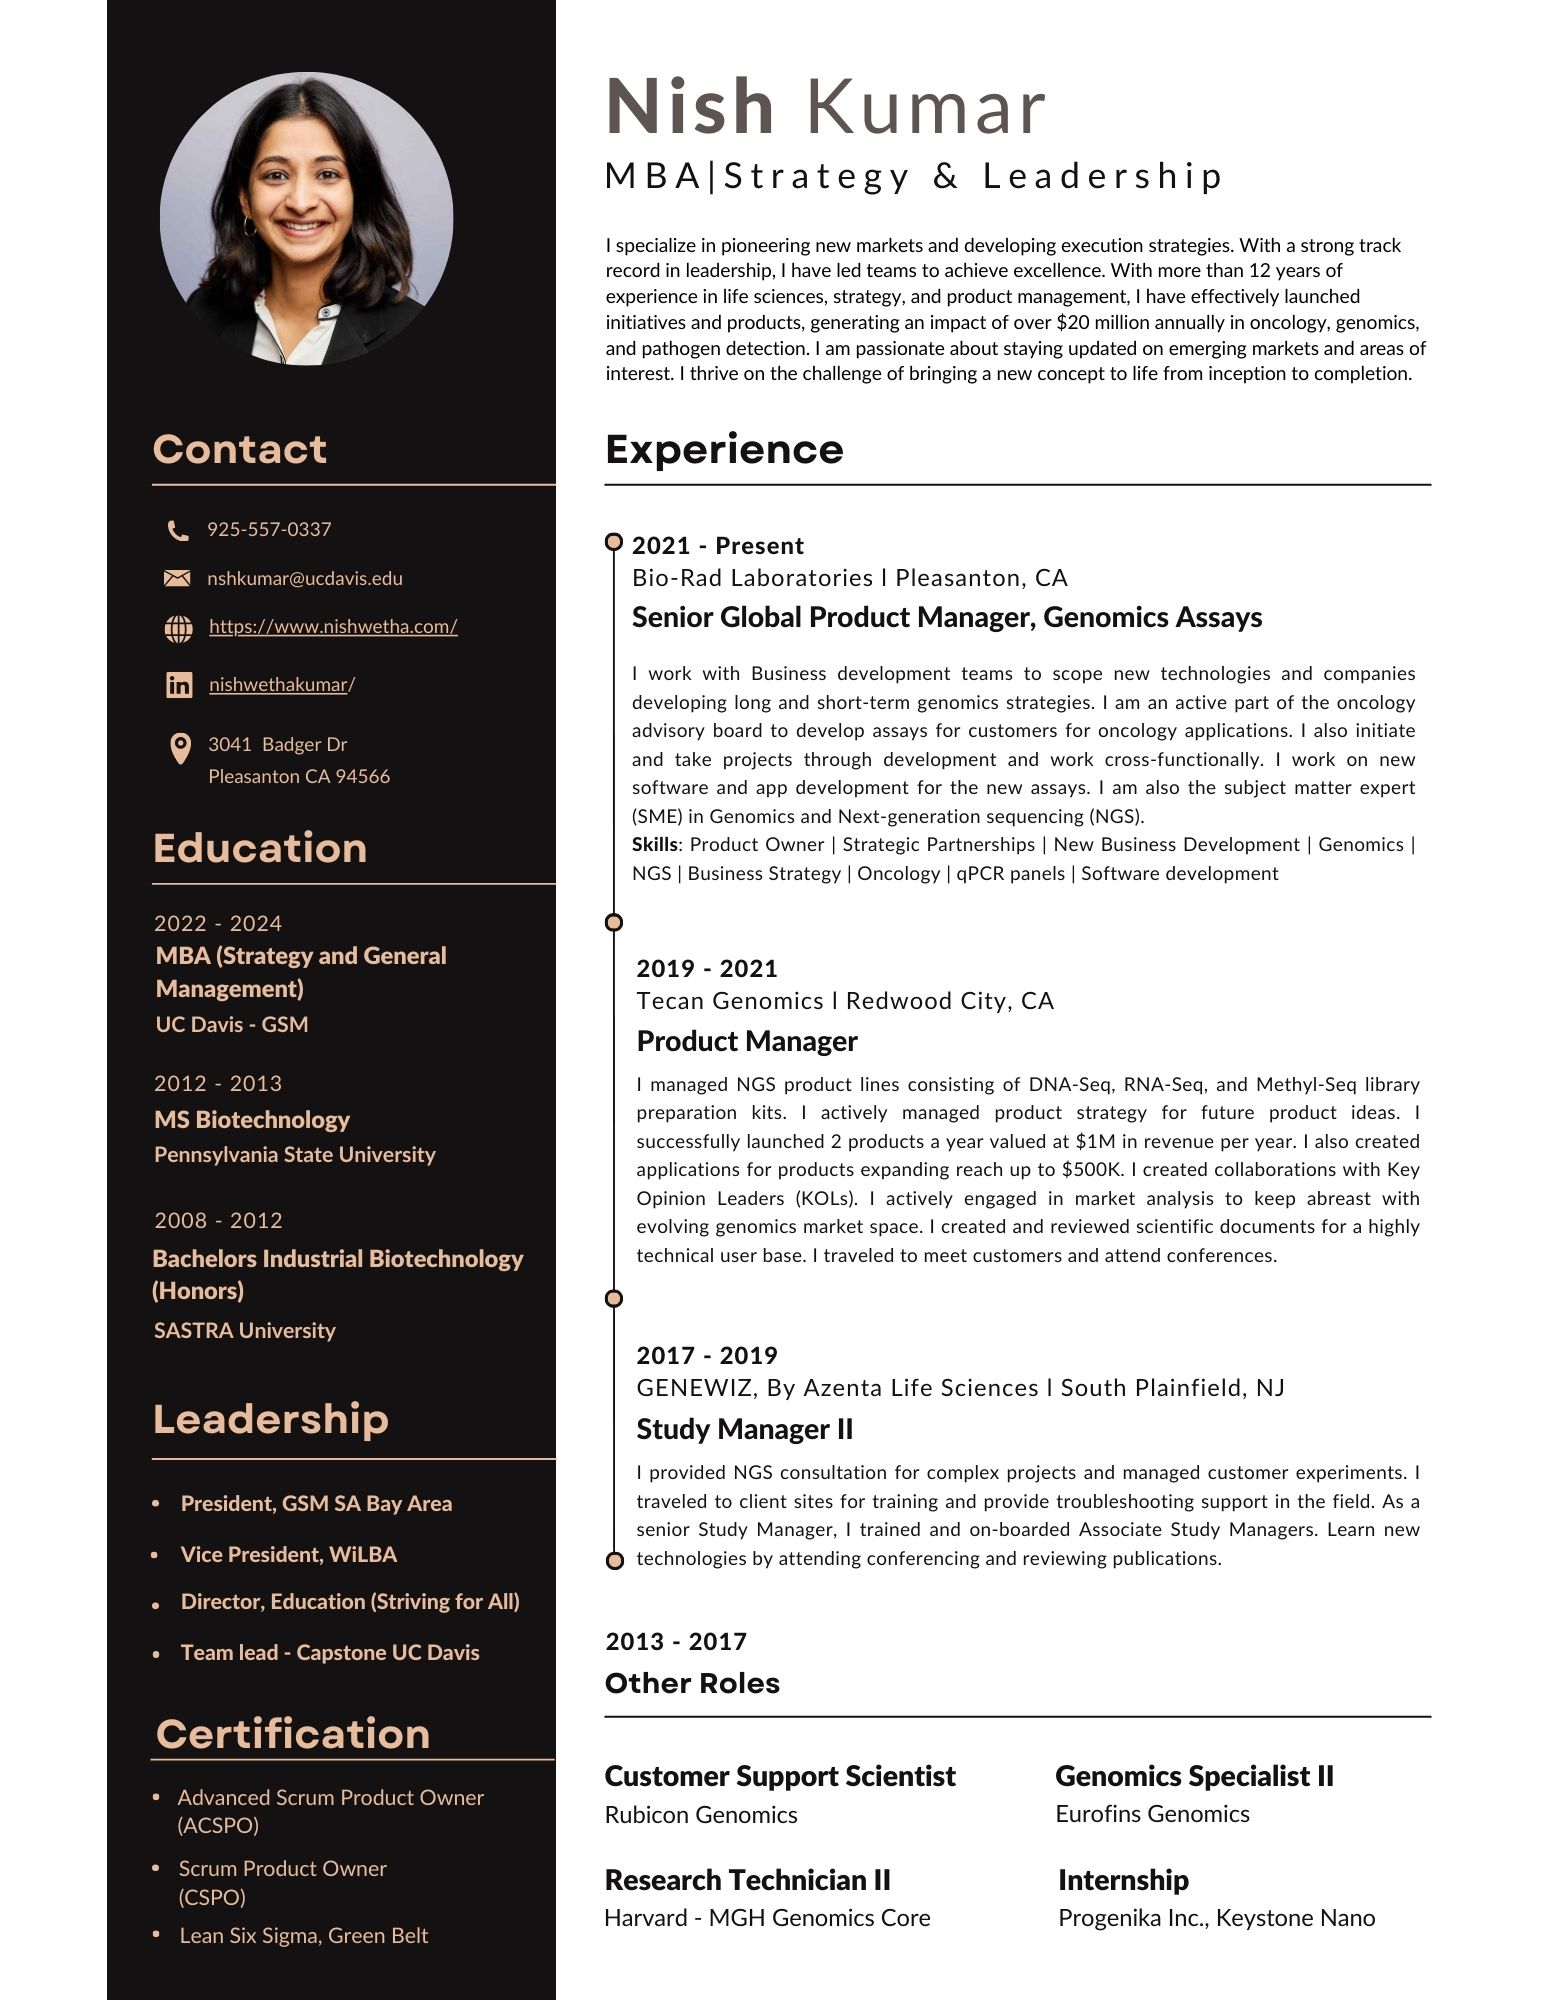 Nish Kumar
MBA|Strategy & Leadership
I specialize in pioneering new markets and developing execution strategies. With a strong track
record in leadership, I have led teams to achieve excellence. With more than 12 years of
experience in life sciences, strategy, and product management, I have effectively launched
initiatives and products, generating an impact of over $20 million annually in oncology, genomics,
and pathogen detection. I am passionate about staying updated on emerging markets and areas of
interest. I thrive on the challenge of bringing a new concept to life from inception to completion.
Contact
925-557-0337
nshkumar@ucdavis.edu
https://www.nishwetha.com/
nishwethakumar/
3041 Badger Dr
Pleasanton CA 94566
Education
2022 - 2024
MBA (Strategy and General
Management)
UC Davis - GSM
2012 - 2013
MS Biotechnology
Pennsylvania State University
2008 - 2012
Bachelors Industrial Biotechnology
(Honors)
SASTRA University
Leadership
• President, GSM SA Bay Area
• Vice President, WiLBA
• Director, Education (Striving for All)
• Team lead - Capstone UC Davis
Certification
• Advanced Scrum Product Owner
(ACSPO)
• Scrum Product Owner
(CSPO)
• Lean Six Sigma, Green Belt
Experience
2021 - Present
Bio-Rad Laboratories l Pleasanton, CA
Senior Global Product Manager, Genomics Assays
I work with Business development teams to scope new technologies and companies
developing long and short-term genomics strategies. I am an active part of the oncology
advisory board to develop assays for customers for oncology applications. I also initiate
and take projects through development and work cross-functionally. I work on new
software and app development for the new assays. I am also the subject matter expert
(SME) in Genomics and Next-generation sequencing (NGS).
Skills: Product Owner | Strategic Partnerships | New Business Development | Genomics |
NGS | Business Strategy | Oncology | qPCR panels | Software development
2019 - 2021
Tecan Genomics l Redwood City, CA
Product Manager
I managed NGS product lines consisting of DNA-Seq, RNA-Seq, and Methyl-Seq library
preparation kits. I actively managed product strategy for future product ideas. I
successfully launched 2 products a year valued at $1M in revenue per year. I also created
applications for products expanding reach up to $500K. I created collaborations with Key
Opinion Leaders (KOLs). I actively engaged in market analysis to keep abreast with
evolving genomics market space. I created and reviewed scientific documents for a highly
technical user base. I traveled to meet customers and attend conferences.
2017 - 2019
GENEWIZ, By Azenta Life Sciences l South Plainfield, NJ
Study Manager II
I provided NGS consultation for complex projects and managed customer experiments. I
traveled to client sites for training and provide troubleshooting support in the field. As a
senior Study Manager, I trained and on-boarded Associate Study Managers. Learn new
technologies by attending conferencing and reviewing publications.
2013 - 2017
Other Roles
Customer Support Scientist
Rubicon Genomics
Genomics Specialist II
Eurofins Genomics
Research Technician II
Harvard - MGH Genomics Core
Internship
Progenika Inc., Keystone Nano